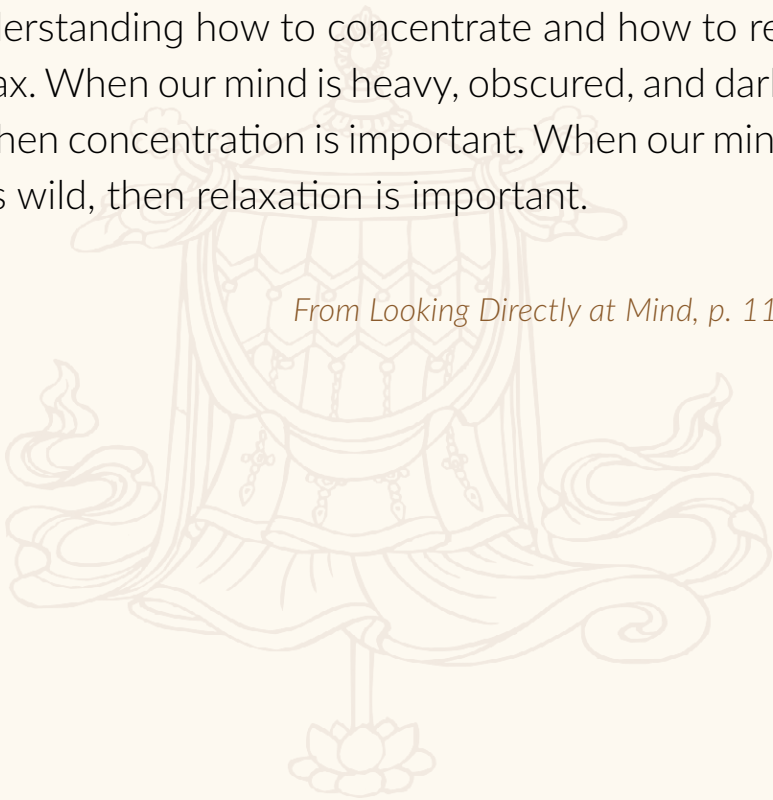 lerstanding how to concentrate and how to re
ax. When our mind is heavy, obscured, and dar
hen concentration is important. When our min
s wild, then relaxation is important.
From Looking Directly at Mind, p. 11